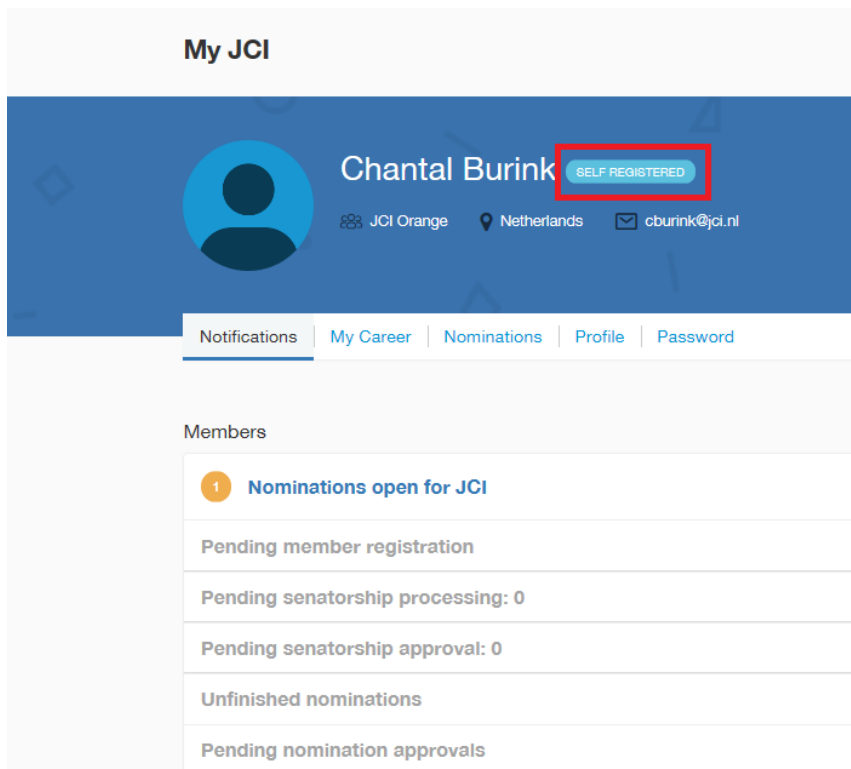 My JCI
Chantal Burink SELF REGISTERED
JCI Orange Netherlands cburink@jci.nl
Notifications My Career Nominations Profile Password
Members
1 Nominations open for JCI
Pending member registration
Pending senatorship processing: 0
Pending senatorship approval: 0
Unfinished nominations
Pending nomination approvals